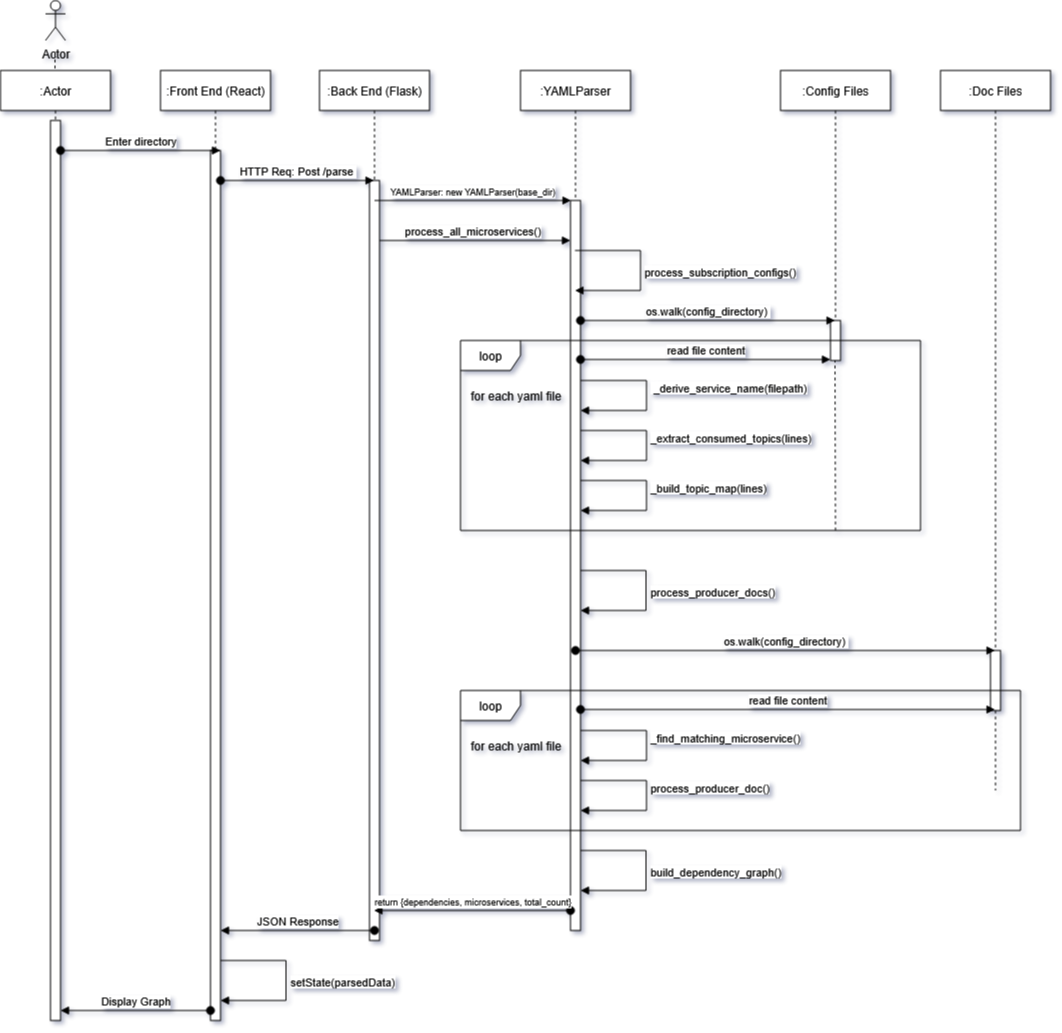 Actor
:Actor
:Front End (React)
:Back End (Flask)
:YAMLParser
:Config Files
:Doc Files
Enter directory
HTTP Req: Post /parse
YAMLParser: new YAMLParser(base_dir)
process_all_microservices()
process_subscription_configs()
os.walk(config_directory)
loop
read file content
for each yaml file
_derive_service_name(filepath)
_extract_consumed_topics(lines)
_build_topic_map(lines)
process_producer_docs()
os.walk(config_directory)
loop
read file content
for each yaml file
_find_matching_microservice()
process_producer_doc()
build_dependency_graph()
return {dependencies, microservices, total_count}
JSON Response
setState(parsedData)
Display Graph